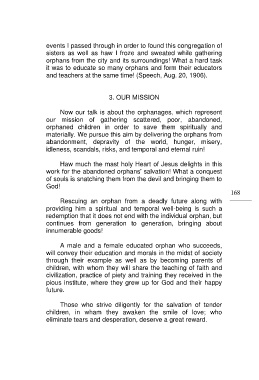 events I passed through in order to found this congregation of
sisters as well as haw I froze and sweated while gathering
orphans from the city and its surroundings! What a hard task
it was to educate so many orphans and form their educators
and teachers at the same time! (Speech, Aug. 20, 1906).
3. OUR MISSION
Now our talk is about the orphanages, which represent
our mission of gathering scattered, poor, abandoned,
orphaned children in order to save them spiritually and
materially. We pursue this aim by delivering the orphans from
abandonment, depravity of the world, hunger, misery,
idleness, scandals, risks, and temporal and eternal ruin!
Haw much the mast holy Heart of Jesus delights in this
work for the abandoned orphans' salvation! What a conquest
of souls is snatching them from the devil and bringing them to
God!
168
Rescuing an orphan from a deadly future along with
providing him a spiritual and temporal well-being is such a
redemption that it does not end with the individual orphan, but
continues from generation to generation, bringing about
innumerable goods!
A male and a female educated orphan who succeeds,
will convey their education and morals in the midst of society
through their example as well as by becoming parents of
children, with whom they will share the teaching of faith and
civilization, practice of piety and training they received in the
pious institute, where they grew up for God and their happy
future.
Those who strive diligently for the salvation of tender
children, in wham they awaken the smile of love; who
eliminate tears and desperation, deserve a great reward.